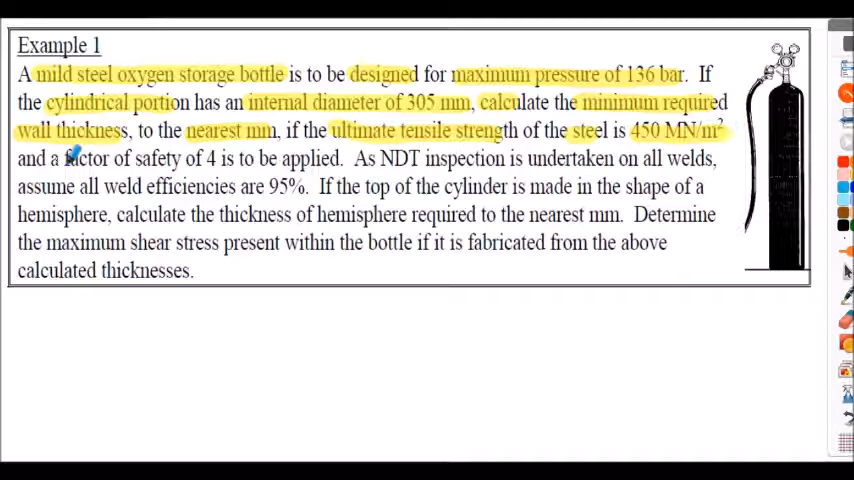 Example 1
A mild steel oxygen storage bottle is to be designed for maximum pressure of 136 bar. If
the cylindrical portion has an internal diameter of 305 mm, calculate the minimum required
wall thickness, to the nearest mm, if the ultimate tensile strength of the steel is 450 MN/m²
and a factor of safety of 4 is to be applied. As NDT inspection is undertaken on all welds,
assume all weld efficiencies are 95%. If the top of the cylinder is made in the shape of a
hemisphere, calculate the thickness of hemisphere required to the nearest mm. Determine
the maximum shear stress present within the bottle if it is fabricated from the above
calculated thicknesses.